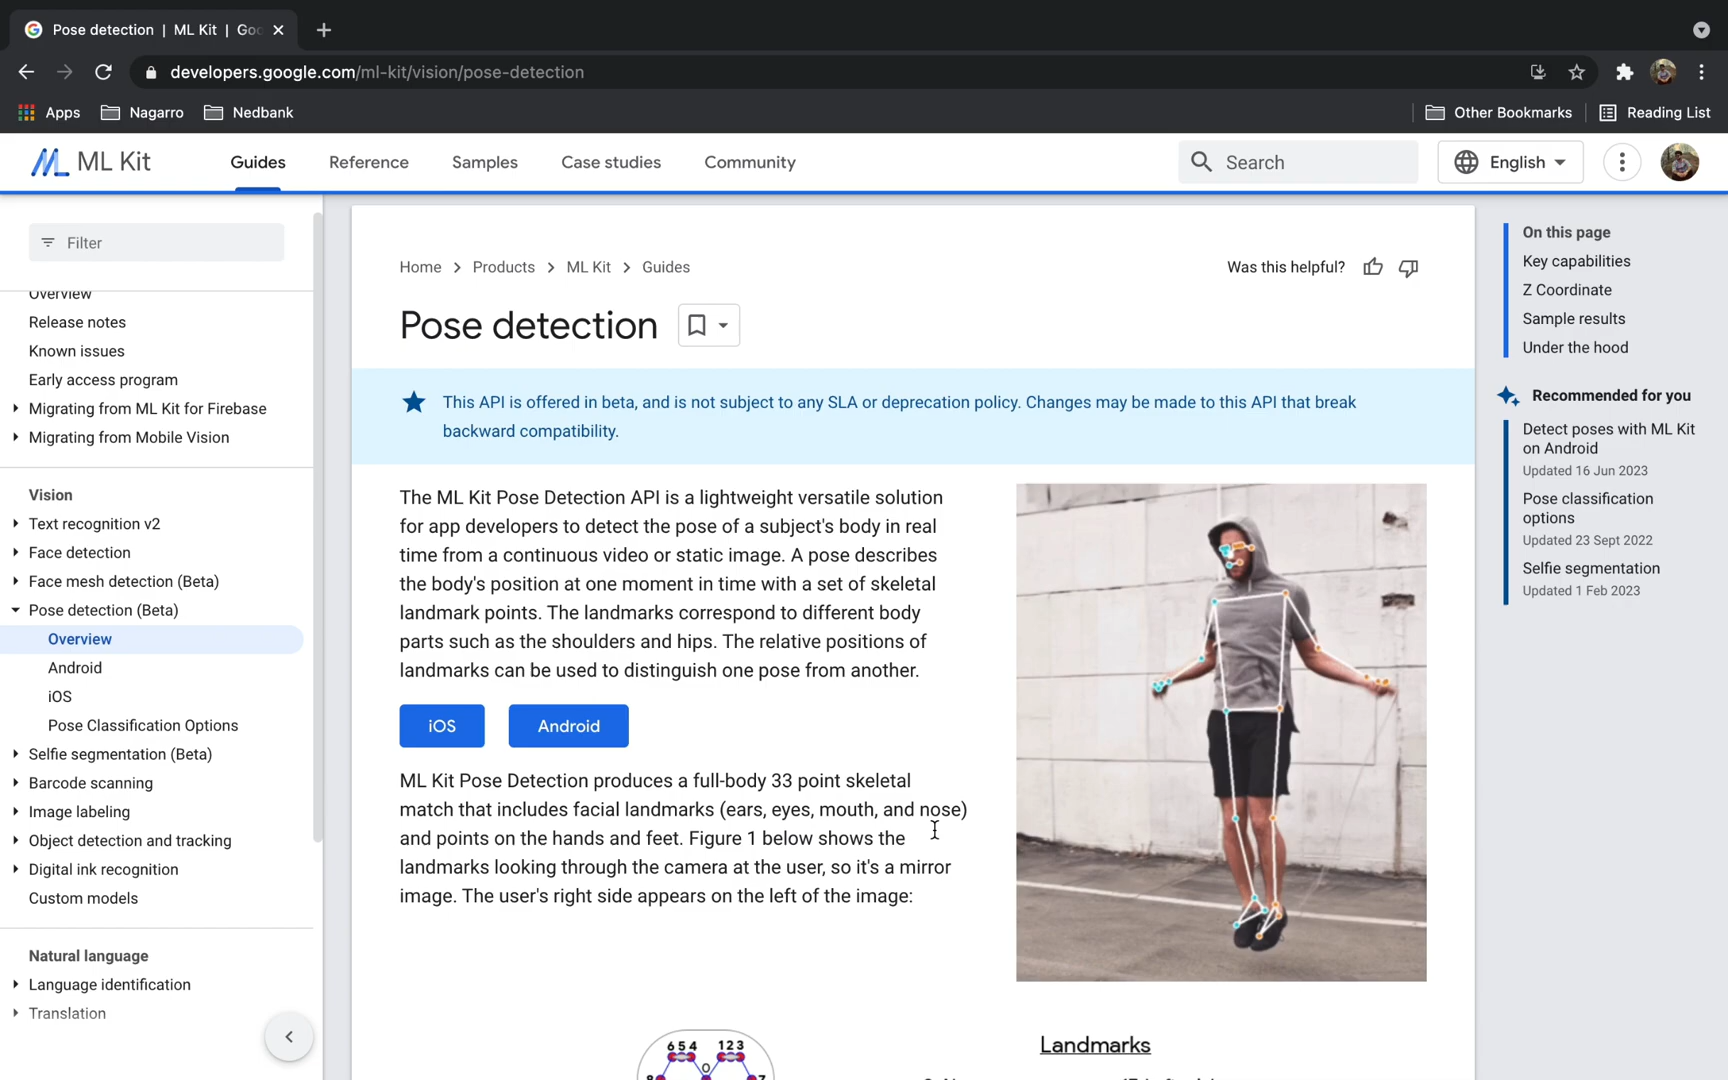 Pose detection | ML Kit | Goo
developers.google.com/ml-kit/vision/pose-detection
Apps
Nagarro
Nedbank
Other Bookmarks
Reading List
ML Kit
Guides
Reference
Samples
Case studies
Community
Search
English
Filter
Overview
Release notes
Known issues
Early access program
Migrating from ML Kit for Firebase
Migrating from Mobile Vision
Vision
Text recognition v2
Face detection
Face mesh detection (Beta)
Pose detection (Beta)
Overview
Android
iOS
Pose Classification Options
Selfie segmentation (Beta)
Barcode scanning
Image labeling
Object detection and tracking
Digital ink recognition
Custom models
Natural language
Language identification
Translation
Home > Products > ML Kit > Guides
Was this helpful?
Pose detection
This API is offered in beta, and is not subject to any SLA or deprecation policy. Changes may be made to this API that break
backward compatibility.
The ML Kit Pose Detection API is a lightweight versatile solution
for app developers to detect the pose of a subject's body in real
time from a continuous video or static image. A pose describes
the body's position at one moment in time with a set of skeletal
landmark points. The landmarks correspond to different body
parts such as the shoulders and hips. The relative positions of
landmarks can be used to distinguish one pose from another.
iOS
Android
ML Kit Pose Detection produces a full-body 33 point skeletal
match that includes facial landmarks (ears, eyes, mouth, and nose)
and points on the hands and feet. Figure 1 below shows the
landmarks looking through the camera at the user, so it's a mirror
image. The user's right side appears on the left of the image:
6 5 4 1 2 3
0
Landmarks
On this page
Key capabilities
Z Coordinate
Sample results
Under the hood
Recommended for you
Detect poses with ML Kit
on Android
Updated 16 Jun 2023
Pose classification
options
Updated 23 Sept 2022
Selfie segmentation
Updated 1 Feb 2023